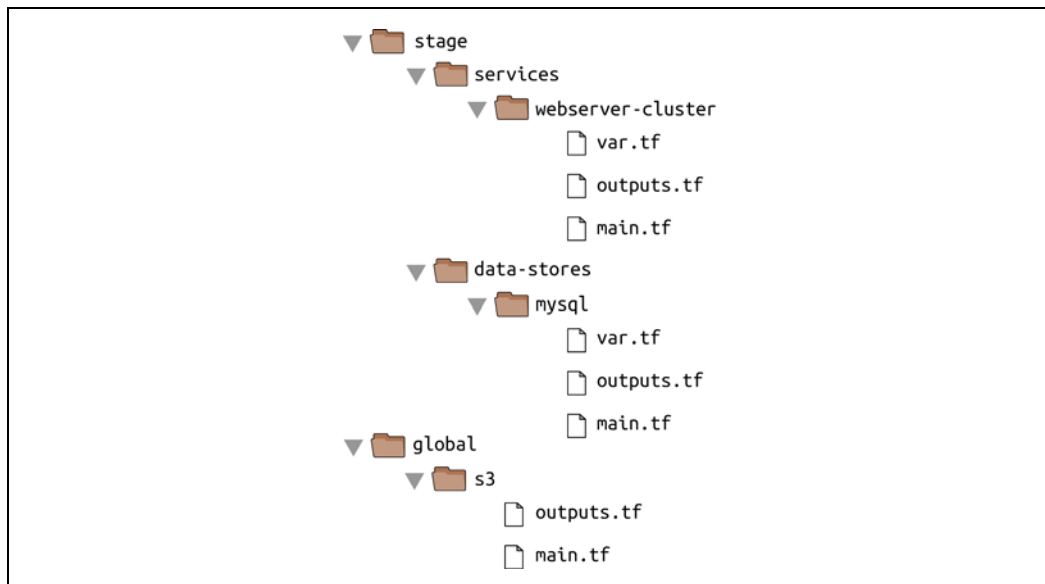 stage
services
webserver-cluster
var.tf
outputs.tf
main.tf
data-stores
mysql
var.tf
outputs.tf
main.tf
global
s3
outputs.tf
main.tf